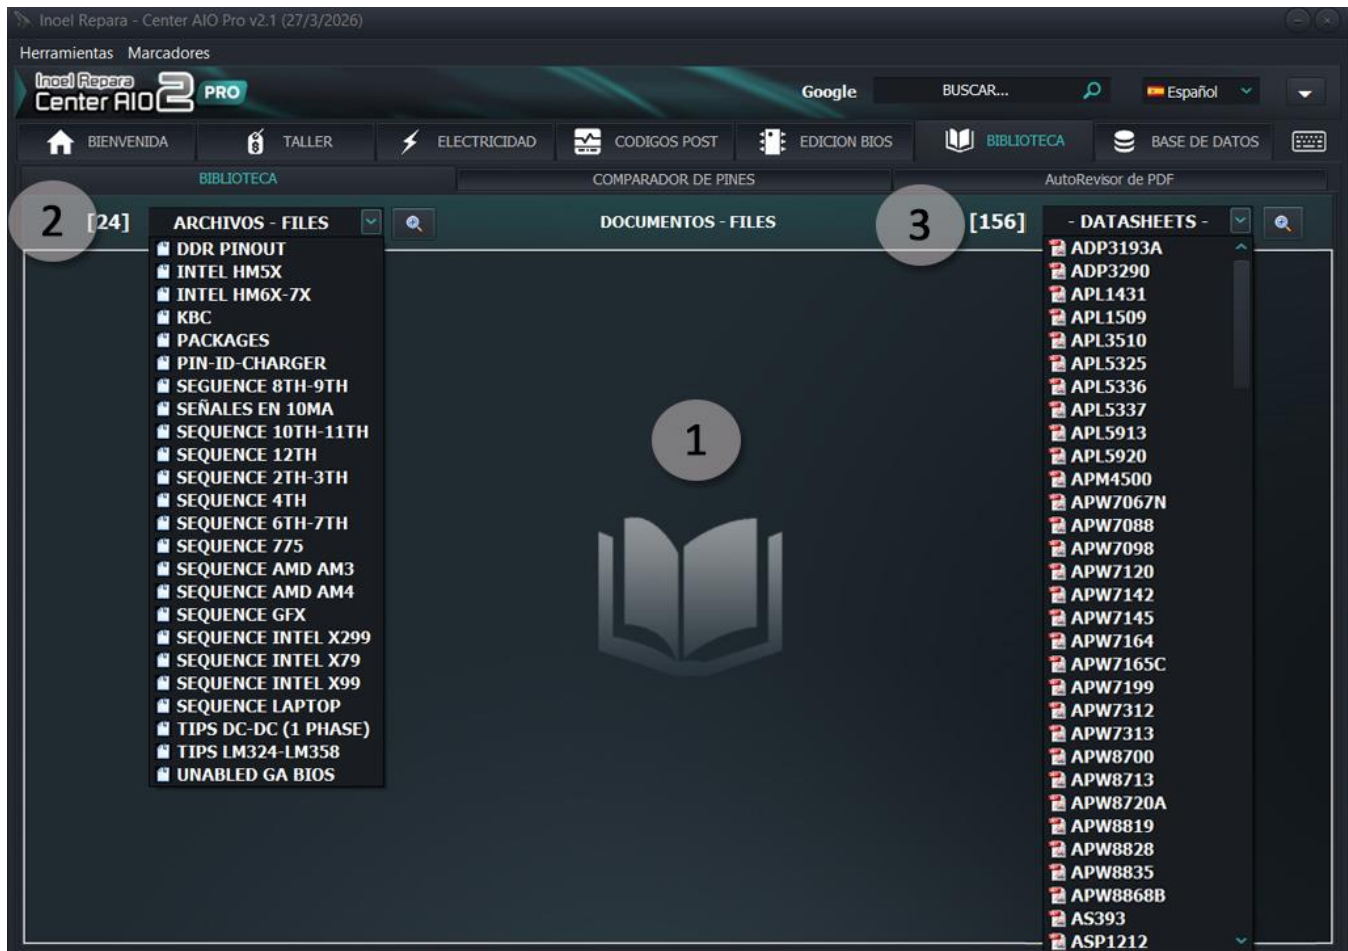 Inoel Repara - Center AIO Pro v2.1 (27/3/2026)
Herramientas Marcadores
Inoel Repara
Center AIO 2 PRO
Google BUSCAR... Español
BIENVENIDA TALLER ELECTRICIDAD CODIGOS POST EDICION BIOS BIBLIOTECA BASE DE DATOS
BIBLIOTECA COMPARADOR DE PINES AutoRevisor de PDF
2 [24] ARCHIVOS - FILES DOCUMENTOS - FILES 3 [156] - DATASHEETS -
DDR PINOUT
INTEL HM5X
INTEL HM6X-7X
KBC
PACKAGES
PIN-ID-CHARGER
SEGUENCE 8TH-9TH
SEÑALES EN 10MA
SEQUENCE 10TH-11TH
SEQUENCE 12TH
SEQUENCE 2TH-3TH
SEQUENCE 4TH
SEQUENCE 6TH-7TH
SEQUENCE 775
SEQUENCE AMD AM3
SEQUENCE AMD AM4
SEQUENCE GFX
SEQUENCE INTEL X299
SEQUENCE INTEL X79
SEQUENCE INTEL X99
SEQUENCE LAPTOP
TIPS DC-DC (1 PHASE)
TIPS LM324-LM358
UNABLED GA BIOS
1
ADP3193A
ADP3290
APL1431
APL1509
APL3510
APL5325
APL5336
APL5337
APL5913
APL5920
APM4500
APW7067N
APW7088
APW7098
APW7120
APW7142
APW7145
APW7164
APW7165C
APW7199
APW7312
APW7313
APW8700
APW8713
APW8720A
APW8819
APW8828
APW8835
APW8868B
AS393
ASP1212